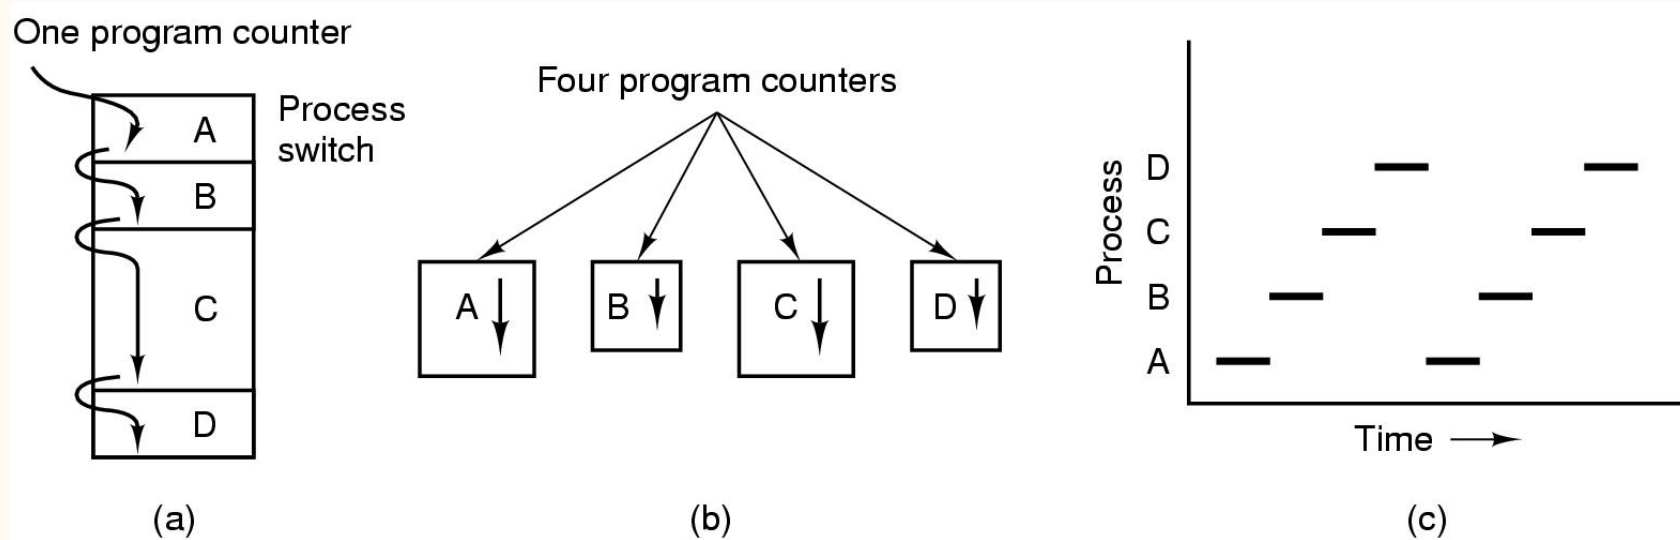 One program counter
Process
switch
A
B
C
D
(a)
Four program counters
A
B
C
D
(b)
Process
D
C
B
A
Time
(c)